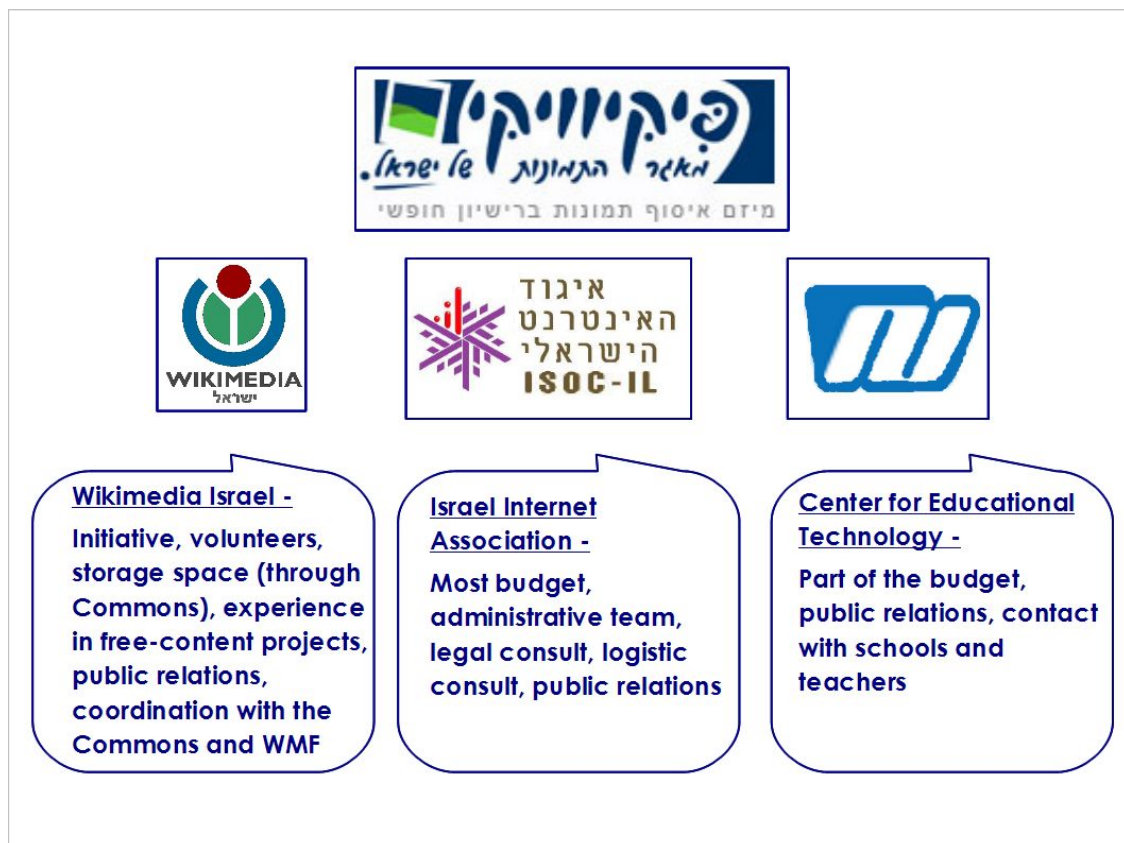 פיקיוויקי
מאגר התמונות של ישראל.
מיזם איסוף תמונות ברישיון חופשי
WIKIMEDIA
ישראל
איגוד
האינטרנט
הישראלי
ISOC-IL
.il
Wikimedia Israel -
Initiative, volunteers,
storage space (through
Commons), experience
in free-content projects,
public relations,
coordination with the
Commons and WMF
Israel Internet
Association -
Most budget,
administrative team,
legal consult, logistic
consult, public relations
Center for Educational
Technology -
Part of the budget,
public relations, contact
with schools and
teachers